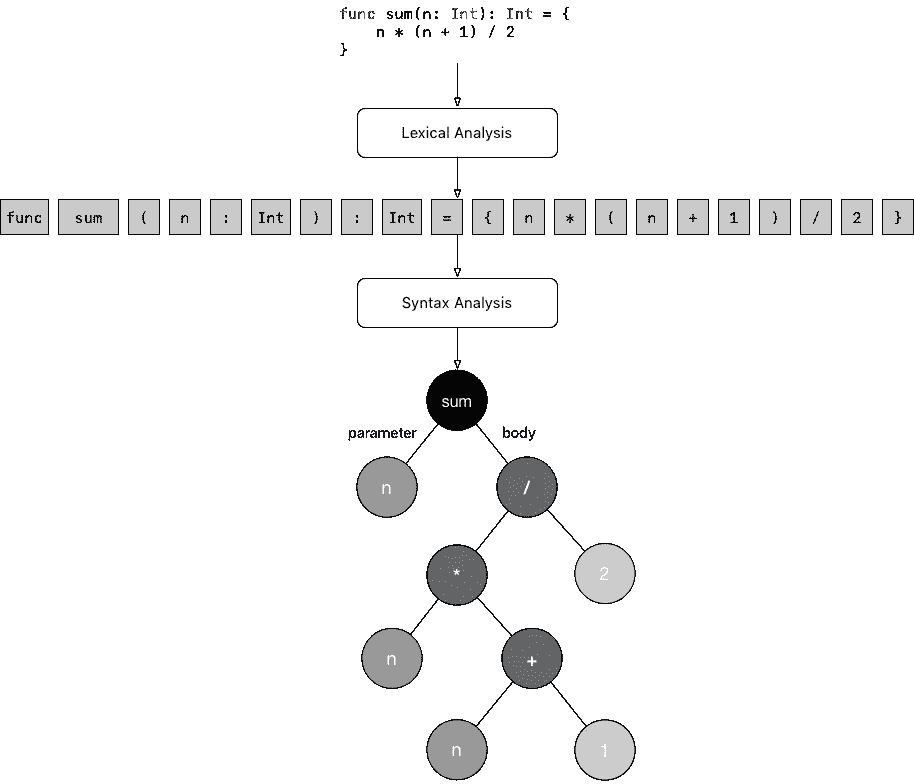 func sum(n: Int): Int = {
n * (n + 1) / 2
}
Lexical Analysis
func sum ( n : Int ) : Int = { n * ( n + 1 ) / 2 }
Syntax Analysis
sum
parameter body
n /
* 2
n +
n 1